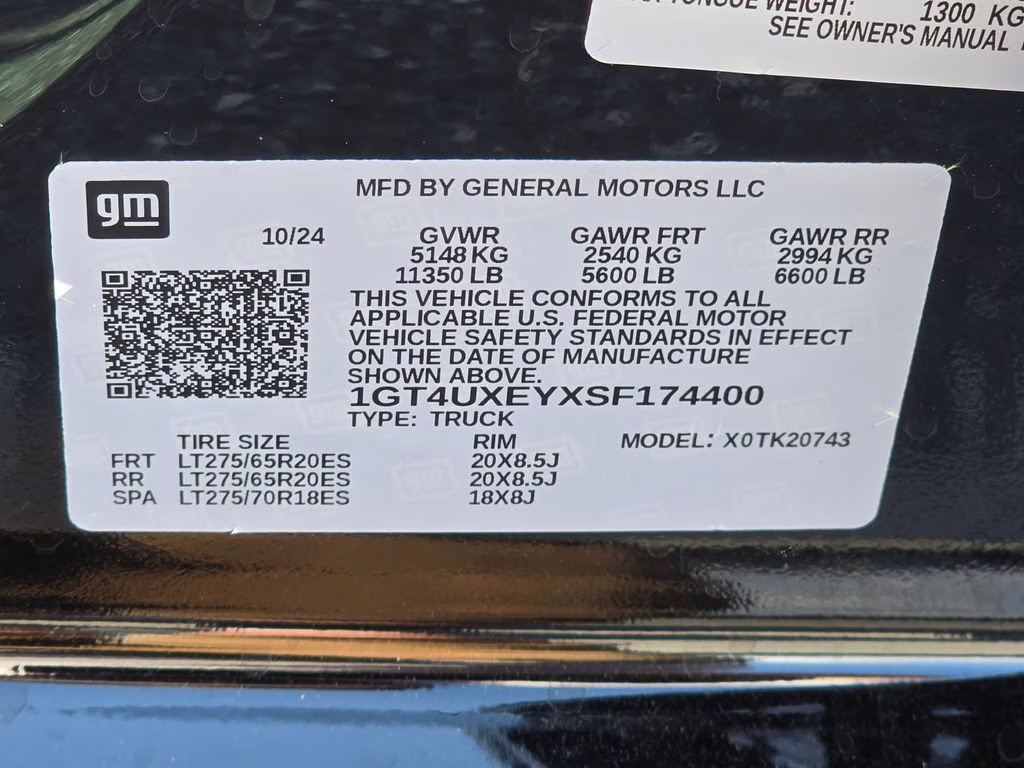 TONGUE WEIGHT: 1300 KG
SEE OWNER'S MANUAL
gm
MFD BY GENERAL MOTORS LLC
10/24 GVWR GAWR FRT GAWR RR
5148 KG 2540 KG 2994 KG
11350 LB 5600 LB 6600 LB
THIS VEHICLE CONFORMS TO ALL
APPLICABLE U.S. FEDERAL MOTOR
VEHICLE SAFETY STANDARDS IN EFFECT
ON THE DATE OF MANUFACTURE
SHOWN ABOVE.
1GT4UXEYXSF174400
TYPE: TRUCK
TIRE SIZE RIM MODEL: X0TK20743
FRT LT275/65R20ES 20X8.5J
RR LT275/65R20ES 20X8.5J
SPA LT275/70R18ES 18X8J